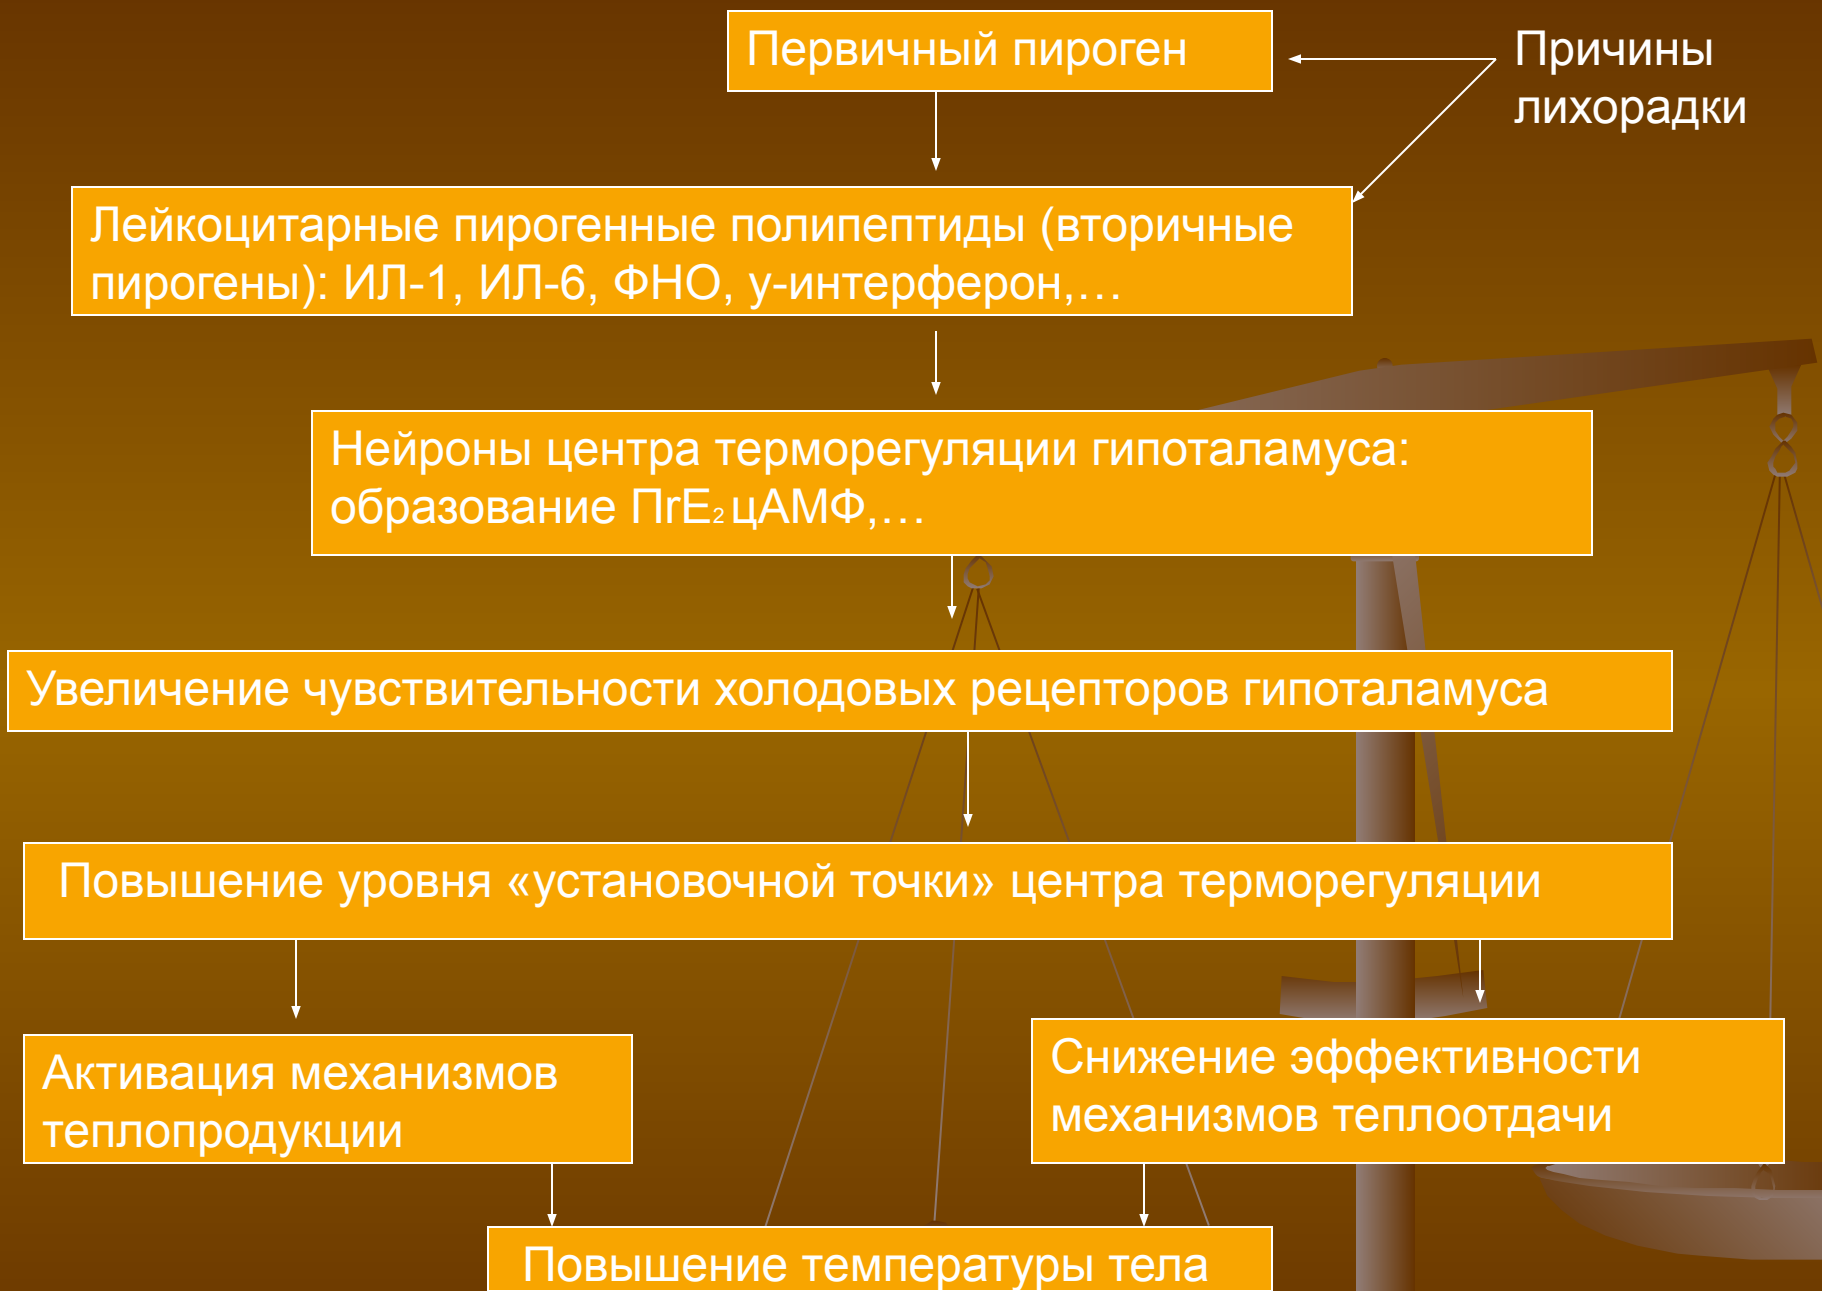 Первичный пироген
Причины
лихорадки
Лейкоцитарные пирогенные полипептиды (вторичные
пирогены): ИЛ-1, ИЛ-6, ФНО, у-интерферон,…
Нейроны центра терморегуляции гипоталамуса:
образование ПгЕ₂ цАМФ,…
Увеличение чувствительности холодовых рецепторов гипоталамуса
Повышение уровня «установочной точки» центра терморегуляции
Активация механизмов
теплопродукции
Снижение эффективности
механизмов теплоотдачи
Повышение температуры тела